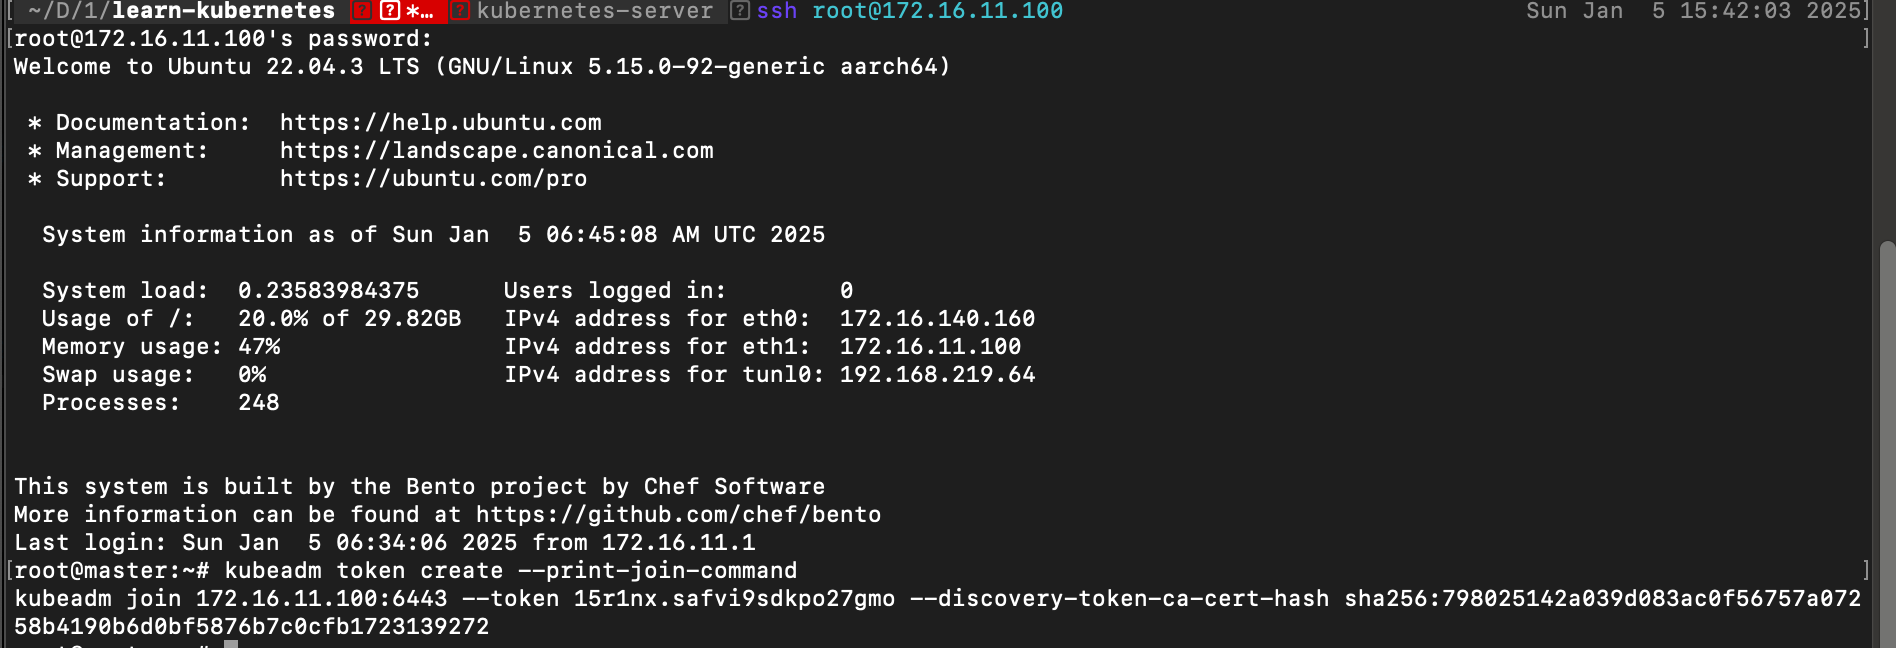 ~/D/1/learn-kubernetes *… kubernetes-server ssh root@172.16.11.100 Sun Jan  5 15:42:03 2025]
[root@172.16.11.100's password: ]
Welcome to Ubuntu 22.04.3 LTS (GNU/Linux 5.15.0-92-generic aarch64)
* Documentation:  https://help.ubuntu.com
* Management:     https://landscape.canonical.com
* Support:        https://ubuntu.com/pro
System information as of Sun Jan  5 06:45:08 AM UTC 2025
System load:  0.23583984375      Users logged in:        0
Usage of /:   20.0% of 29.82GB   IPv4 address for eth0:  172.16.140.160
Memory usage: 47%                IPv4 address for eth1:  172.16.11.100
Swap usage:   0%                 IPv4 address for tunl0: 192.168.219.64
Processes:    248
This system is built by the Bento project by Chef Software
More information can be found at https://github.com/chef/bento
Last login: Sun Jan  5 06:34:06 2025 from 172.16.11.1
[root@master:~# kubeadm token create --print-join-command ]
kubeadm join 172.16.11.100:6443 --token 15r1nx.safvi9sdkpo27gmo --discovery-token-ca-cert-hash sha256:798025142a039d083ac0f56757a072
58b4190b6d0bf5876b7c0cfb1723139272